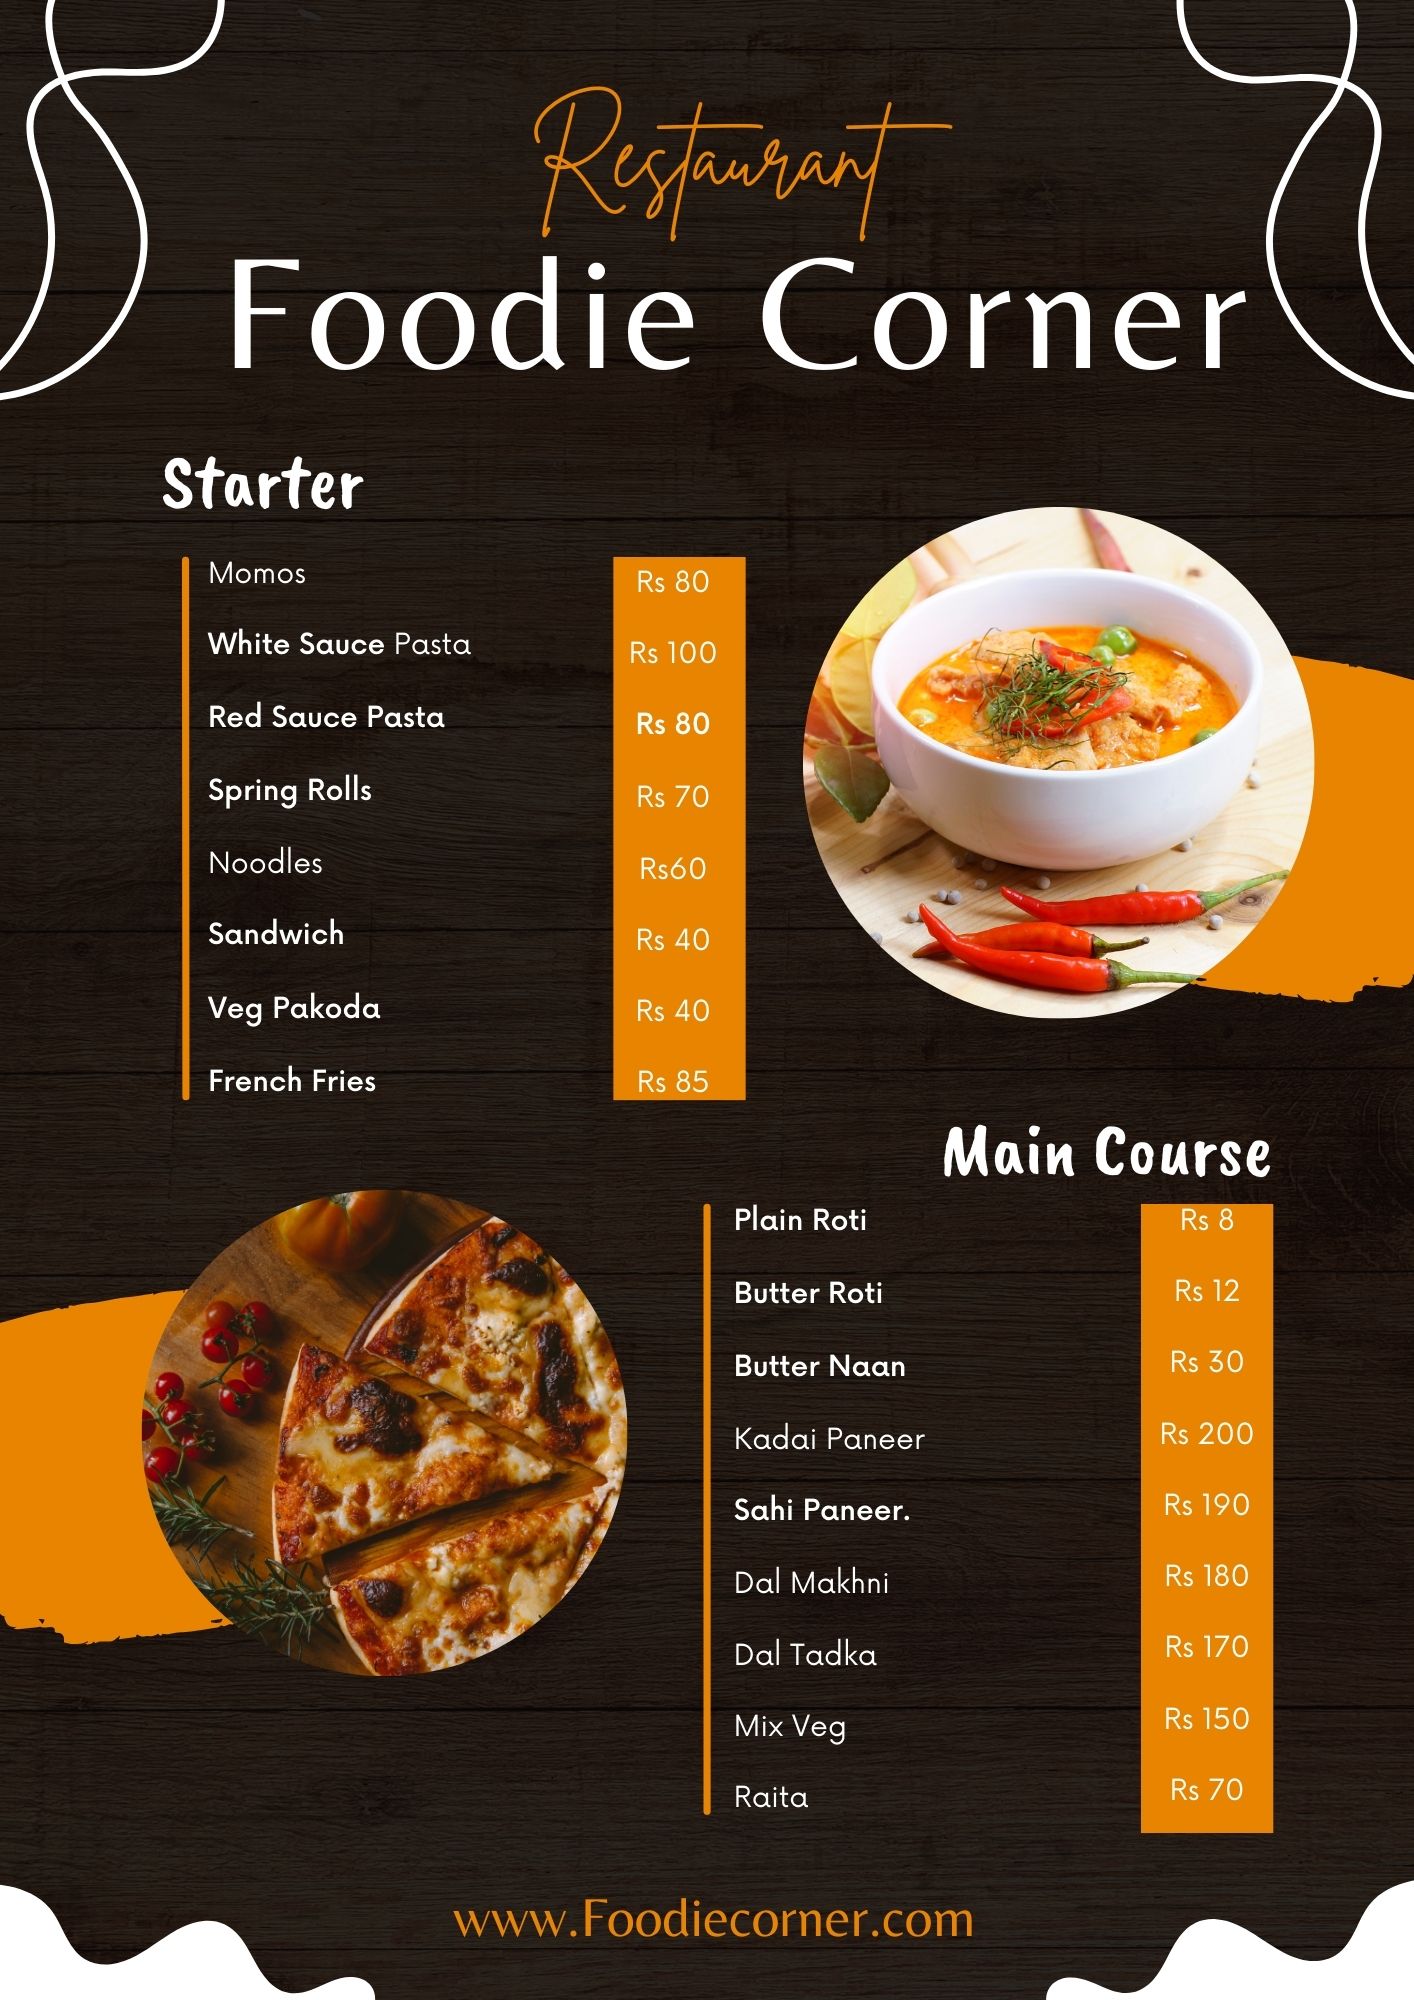 Restaurant
Foodie Corner
Starter
Momos Rs 80
White Sauce Pasta Rs 100
Red Sauce Pasta Rs 80
Spring Rolls Rs 70
Noodles Rs60
Sandwich Rs 40
Veg Pakoda Rs 40
French Fries Rs 85
Main Course
Plain Roti Rs 8
Butter Roti Rs 12
Butter Naan Rs 30
Kadai Paneer Rs 200
Sahi Paneer. Rs 190
Dal Makhni Rs 180
Dal Tadka Rs 170
Mix Veg Rs 150
Raita Rs 70
www.Foodiecorner.com